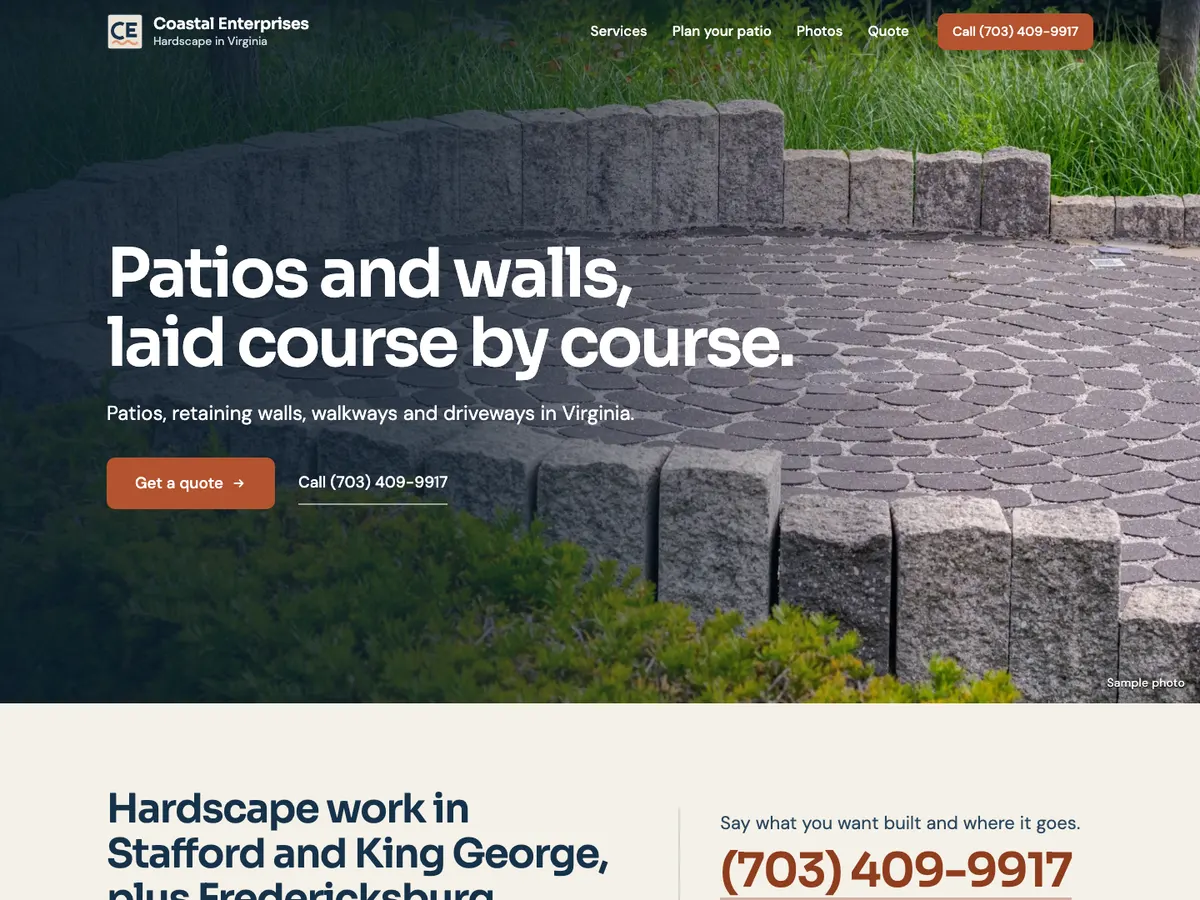 CE
Coastal Enterprises
Hardscape in Virginia
Services
Plan your patio
Photos
Quote
Call (703) 409-9917
Patios and walls,
laid course by course.
Patios, retaining walls, walkways and driveways in Virginia.
Get a quote →
Call (703) 409-9917
Sample photo
Hardscape work in
Stafford and King George,
plus Fredericksburg
Say what you want built and where it goes.
(703) 409-9917